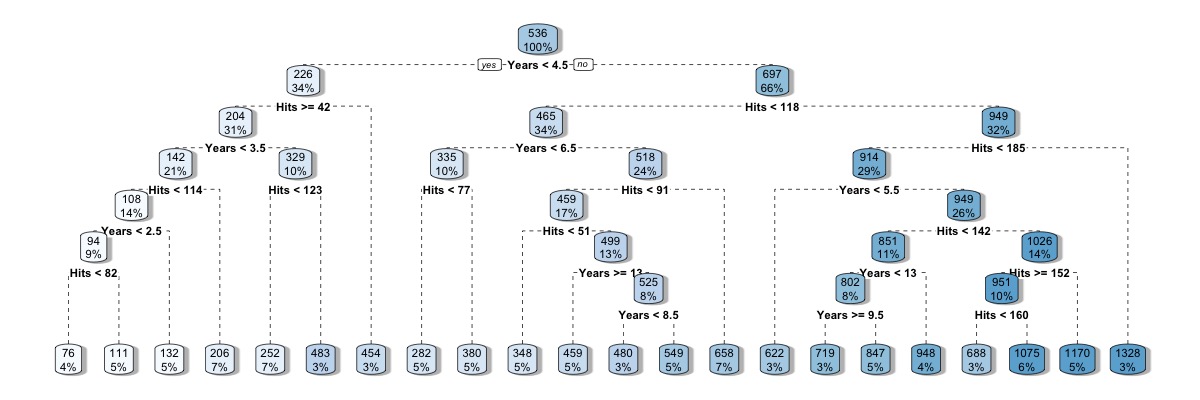 536
100%
yes Years < 4.5 no
226
34%
697
66%
Hits >= 42
Hits < 118
204
31%
465
34%
949
32%
Years < 3.5
Years < 6.5
Hits < 185
142
21%
329
10%
335
10%
518
24%
914
29%
Hits < 114
Hits < 123
Hits < 77
Hits < 91
Years < 5.5
108
14%
459
17%
949
26%
Years < 2.5
Hits < 51
Hits < 142
94
9%
499
13%
851
11%
1026
14%
Hits < 82
Years >= 13
Years < 13
Hits >= 152
525
8%
802
8%
951
10%
Years < 8.5
Years >= 9.5
Hits < 160
76 111 132 206 252 483 454 282 380 348 459 480 549 658 622 719 847 948 688 1075 1170 1328
4% 5% 5% 7% 7% 3% 3% 5% 5% 5% 5% 3% 5% 7% 3% 3% 5% 4% 3% 6% 5% 3%